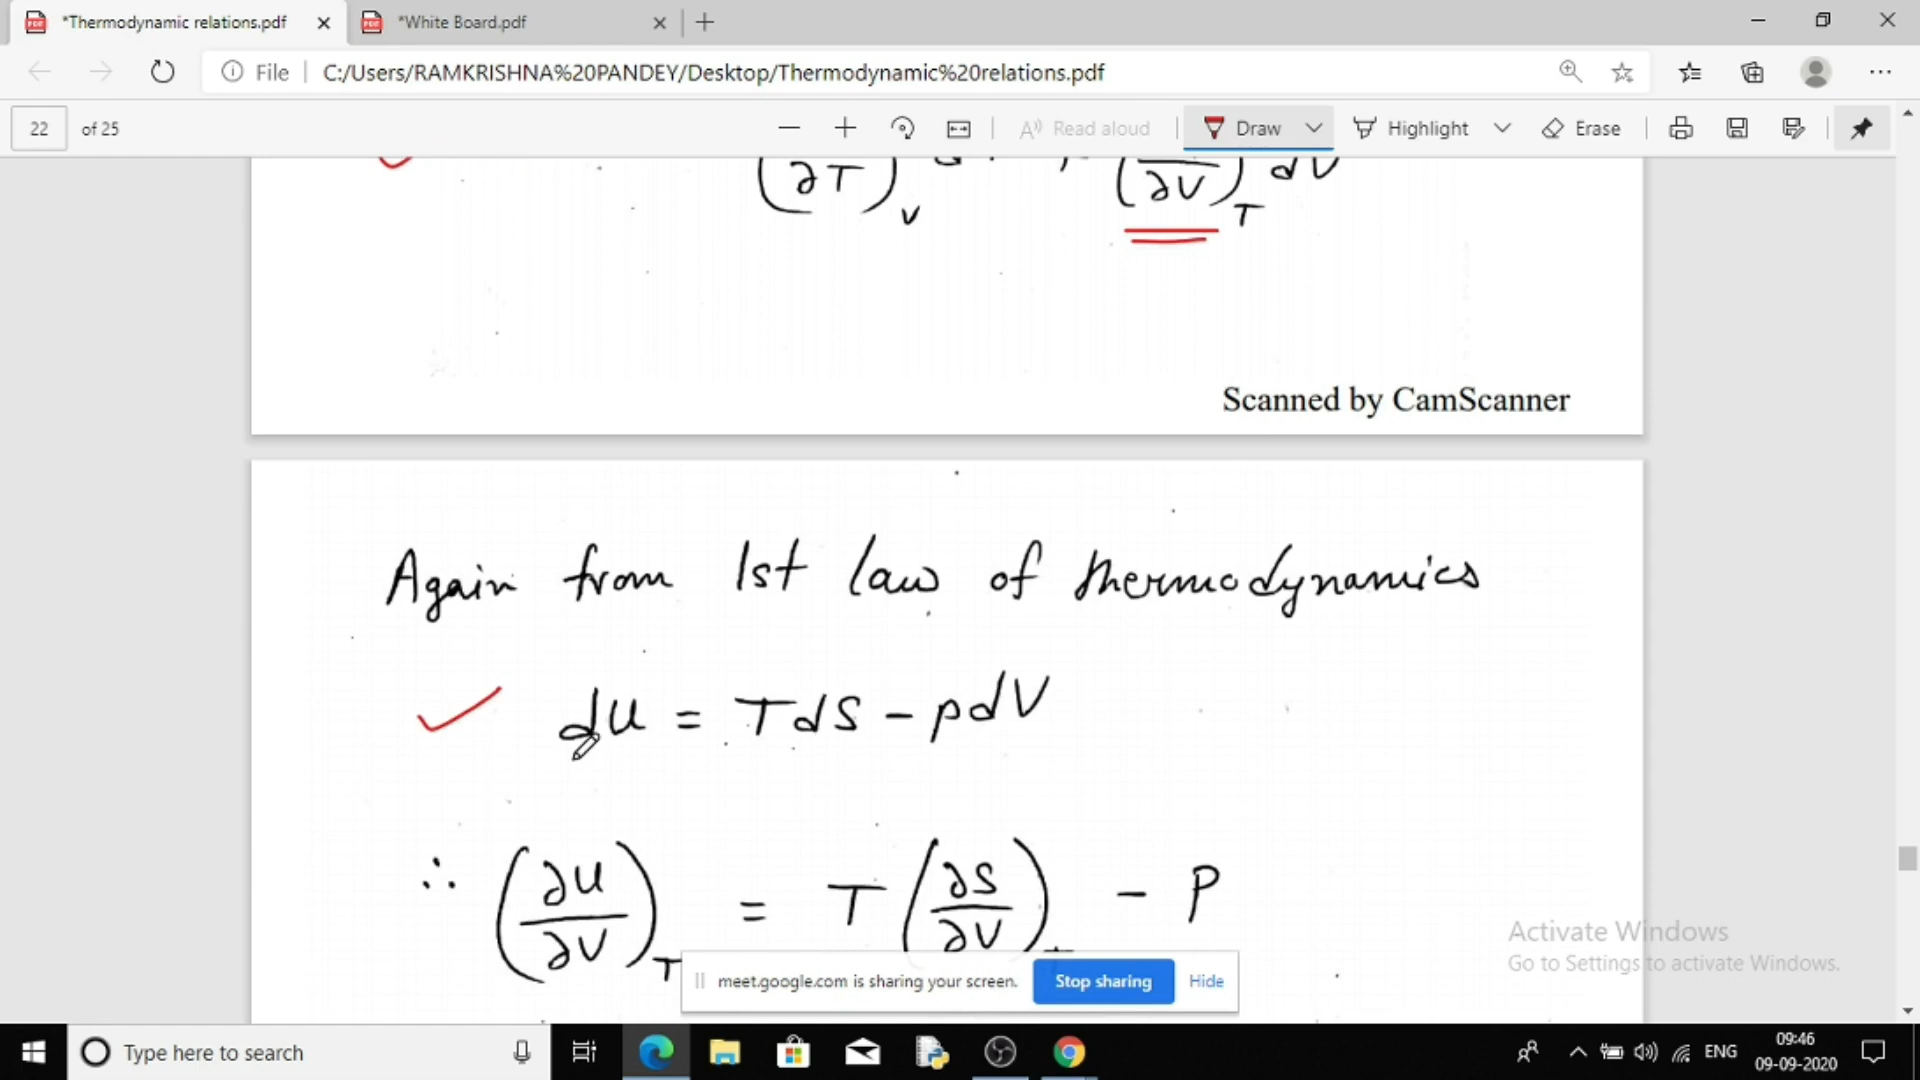 *Thermodynamic relations.pdf
*White Board.pdf
File
C:/Users/RAMKRISHNA%20PANDEY/Desktop/Thermodynamic%20relations.pdf
22 of 25
Read aloud
Draw
Highlight
Erase
(∂T)V
(∂V)T dV
Scanned by CamScanner
Again from 1st law of thermodynamics
dU = TdS - pdV
∴ (∂U/∂V)T = T (∂S/∂V)T - P
Activate Windows
Go to Settings to activate Windows.
meet.google.com is sharing your screen.
Stop sharing
Hide
Type here to search
ENG
09:46
09-09-2020